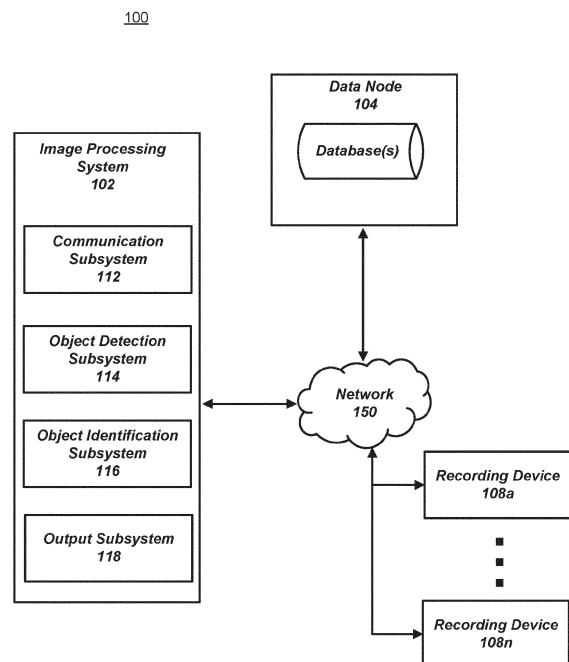 100
Data Node
104
Database(s)
Image Processing
System
102
Communication
Subsystem
112
Object Detection
Subsystem
114
Object Identification
Subsystem
116
Output Subsystem
118
Network
150
Recording Device
108a
Recording Device
108n